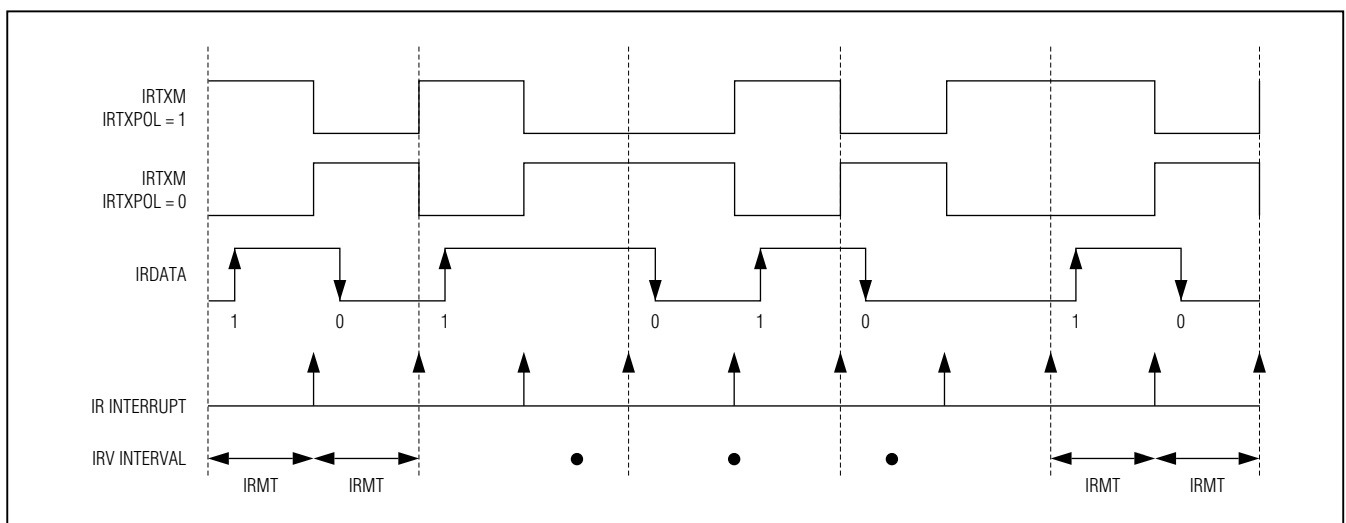 IRTXM
IRTXPOL = 1
IRTXM
IRTXPOL = 0
IRDATA
1 0 1 0 1 0 1 0
IR INTERRUPT
IRV INTERVAL
IRMT IRMT IRMT IRMT